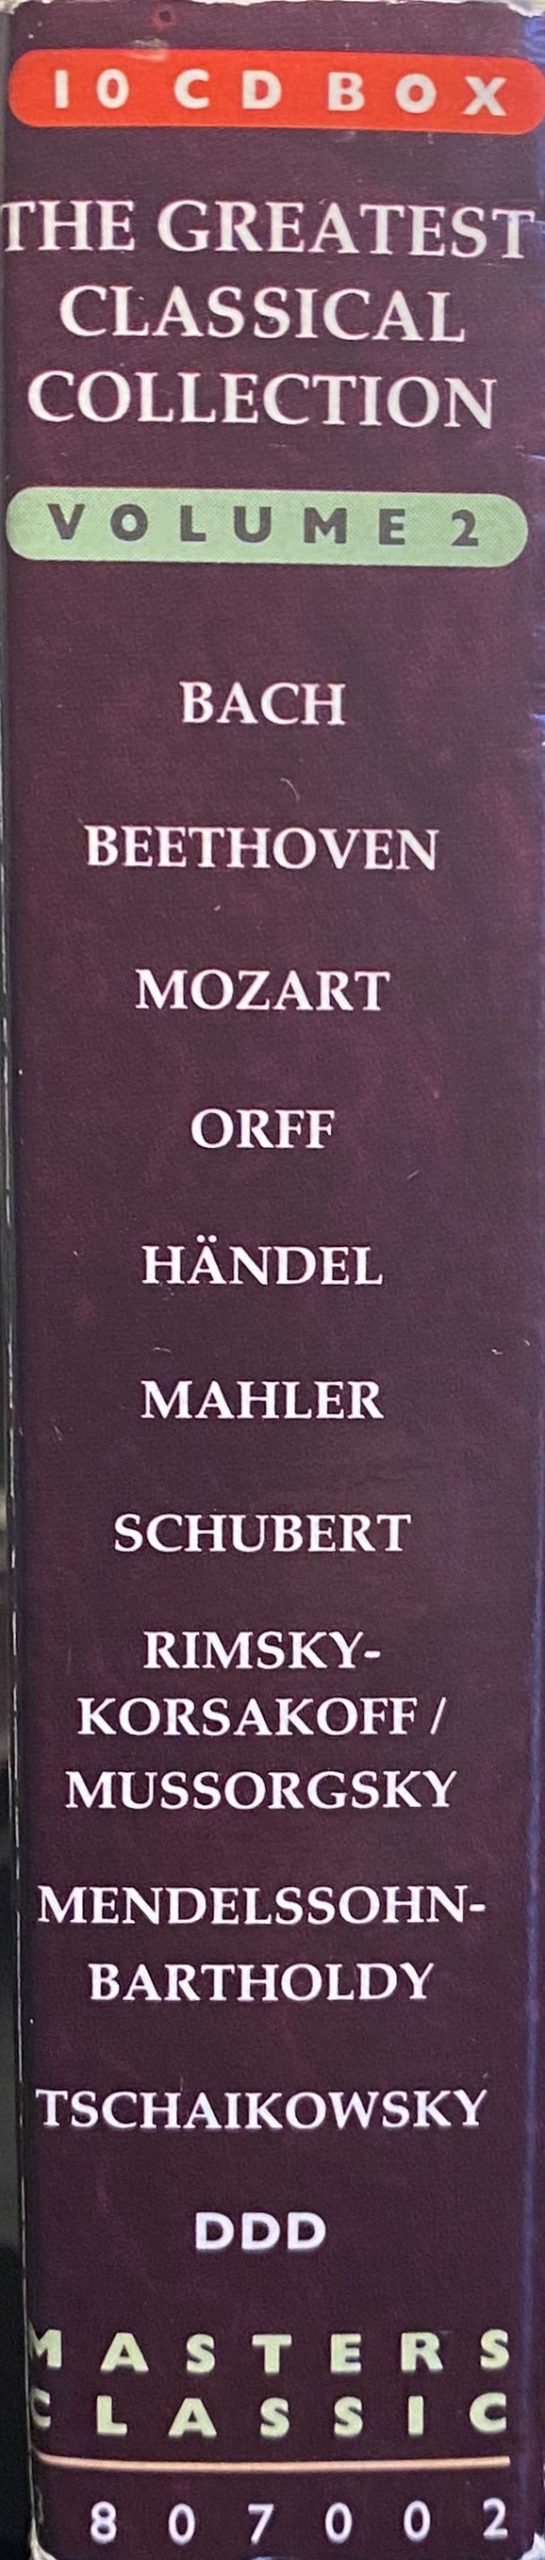 10 CD BOX
THE GREATEST
CLASSICAL
COLLECTION
VOLUME 2
BACH
BEETHOVEN
MOZART
ORFF
HÄNDEL
MAHLER
SCHUBERT
RIMSKY-
KORSAKOFF /
MUSSORGSKY
MENDELSSOHN-
BARTHOLDY
TSCHAIKOWSKY
DDD
MASTERS
CLASSIC
807002